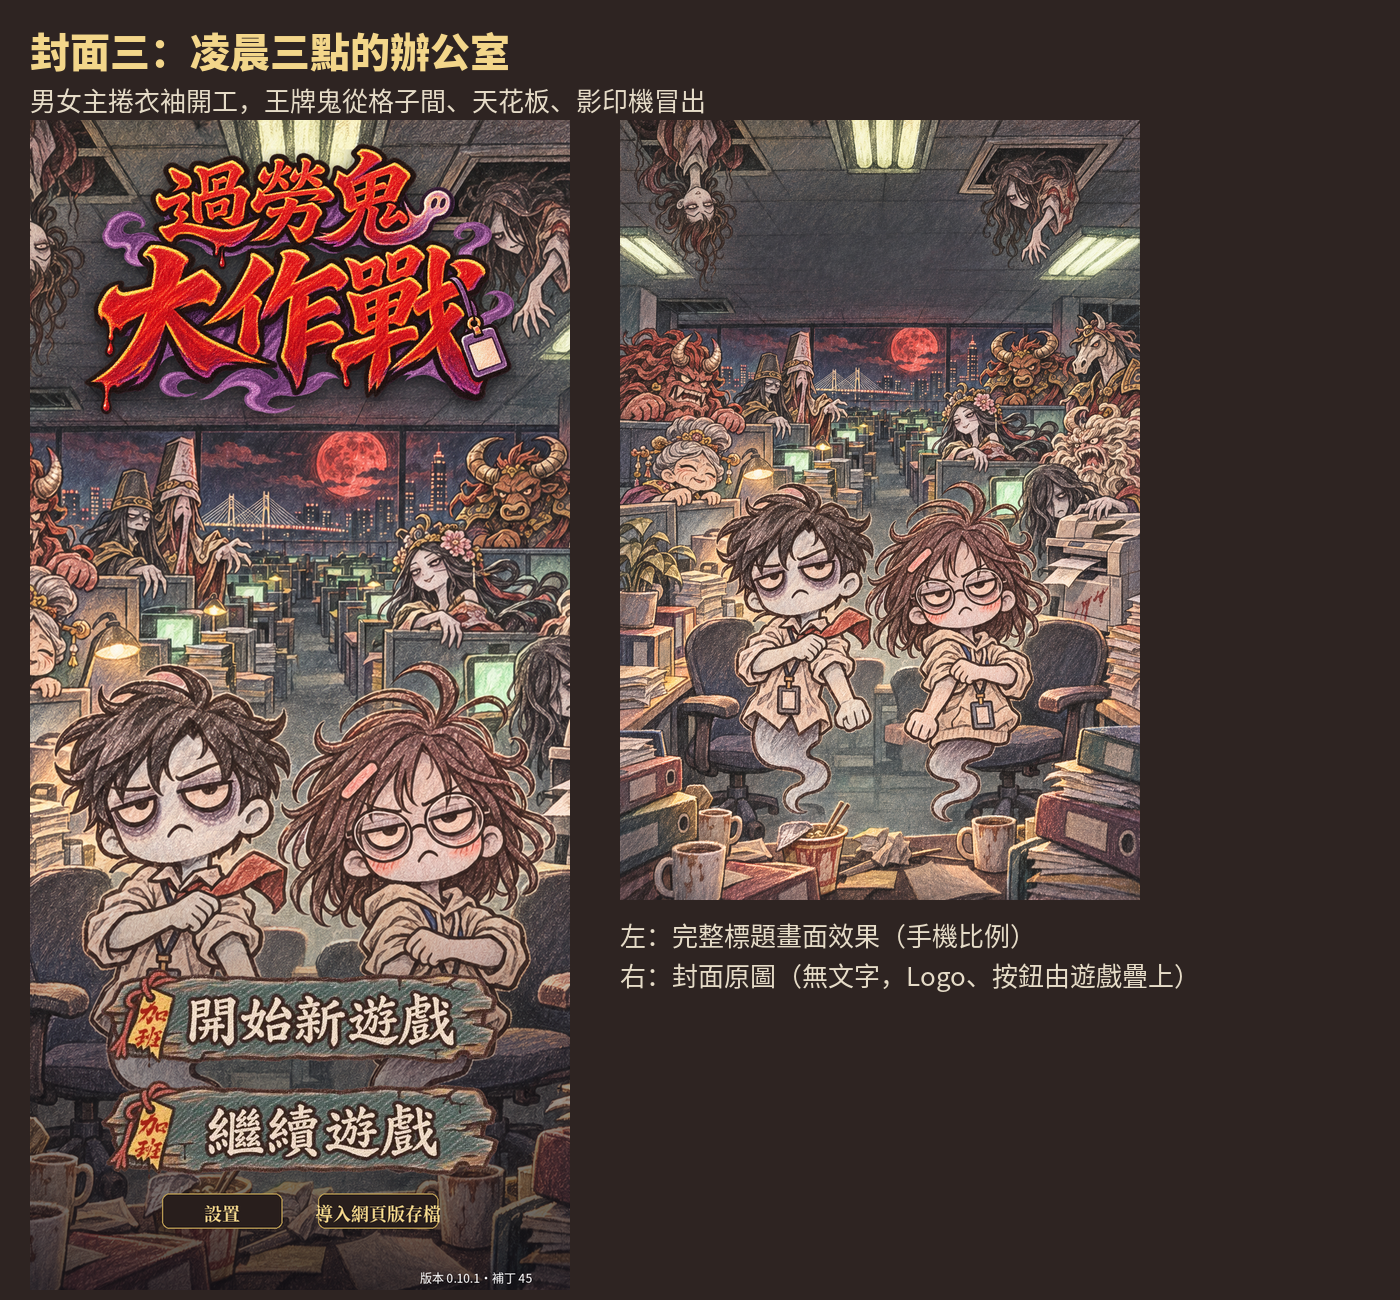 封面三：凌晨三點的辦公室
男女主捲衣袖開工，王牌鬼從格子間、天花板、影印機冒出
過勞鬼
大作戰
加班
開始新遊戲
加班
繼續遊戲
設置
導入網頁版存檔
版本 0.10.1・補丁 45
左：完整標題畫面效果（手機比例）
右：封面原圖（無文字，Logo、按鈕由遊戲疊上）